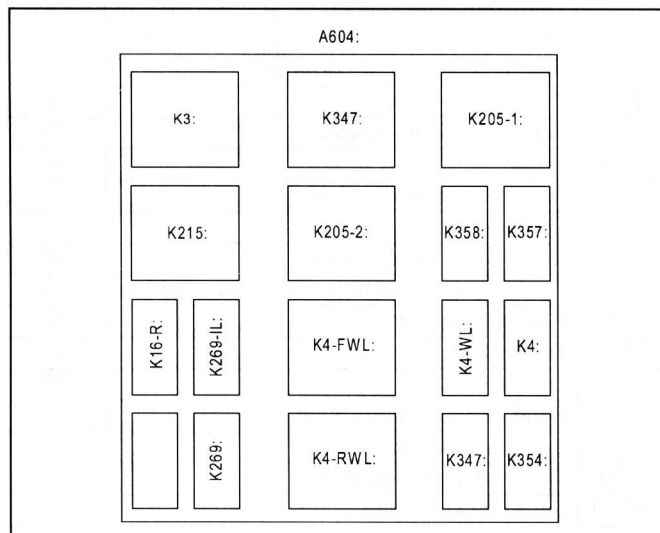 A604:
K3:
K347:
K205-1:
K215:
K205-2:
K358:
K357:
K16-R:
K269-IL:
K4-FWL:
K4-WL:
K4:
K269:
K4-RWL:
K347:
K354: